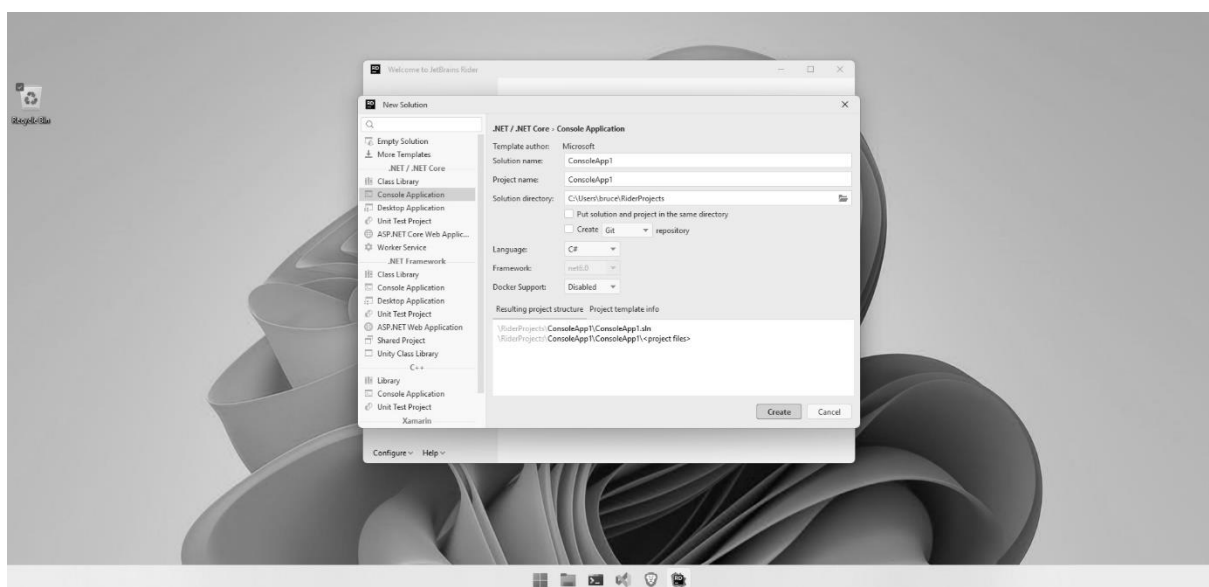 Welcome to JetBrains Rider
Recycle Bin
New Solution
Empty Solution
More Templates
.NET / .NET Core
Class Library
Console Application
Desktop Application
Unit Test Project
ASP.NET Core Web Applic...
Worker Service
.NET Framework
Class Library
Console Application
Desktop Application
Unit Test Project
ASP.NET Web Application
Shared Project
Unity Class Library
C++
Library
Console Application
Unit Test Project
Xamarin
.NET / .NET Core › Console Application
Template author: Microsoft
Solution name: ConsoleApp1
Project name: ConsoleApp1
Solution directory: C:\Users\bruce\RiderProjects
Put solution and project in the same directory
Create Git repository
Language: C#
Framework: net6.0
Docker Support: Disabled
Resulting project structure Project template info
\RiderProjects\ConsoleApp1\ConsoleApp1.sln
\RiderProjects\ConsoleApp1\ConsoleApp1\<project files>
Create Cancel
Configure Help